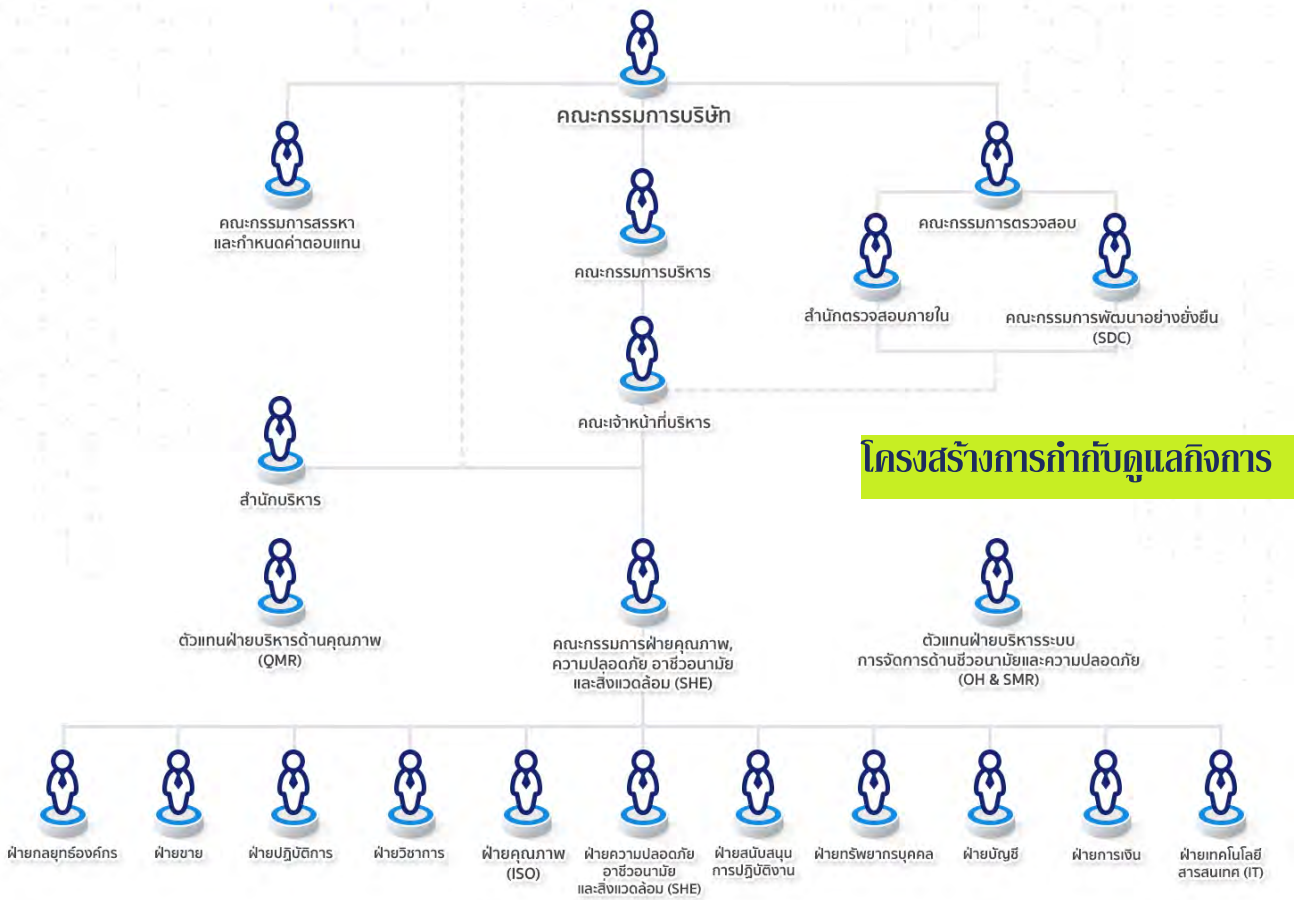 คณะกรรมการบริษัท
คณะกรรมการสรรหา
และกำหนดค่าตอบแทน
คณะกรรมการตรวจสอบ
คณะกรรมการบริหาร
สำนักตรวจสอบภายใน
คณะกรรมการพัฒนาอย่างยั่งยืน
(SDC)
คณะเจ้าหน้าที่บริหาร
โครงสร้างการกำกับดูแลกิจการ
สำนักบริหาร
ตัวแทนฝ่ายบริหารด้านคุณภาพ
(QMR)
คณะกรรมการฝ่ายคุณภาพ,
ความปลอดภัย อาชีวอนามัย
และสิ่งแวดล้อม (SHE)
ตัวแทนฝ่ายบริหารระบบ
การจัดการด้านชีวอนามัยและความปลอดภัย
(OH & SMR)
ฝ่ายกลยุทธ์องค์กร
ฝ่ายขาย
ฝ่ายปฏิบัติการ
ฝ่ายวิชาการ
ฝ่ายคุณภาพ
(ISO)
ฝ่ายความปลอดภัย
อาชีวอนามัย
และสิ่งแวดล้อม (SHE)
ฝ่ายสนับสนุน
การปฏิบัติงาน
ฝ่ายทรัพยากรบุคคล
ฝ่ายบัญชี
ฝ่ายการเงิน
ฝ่ายเทคโนโลยี
สารสนเทศ (IT)